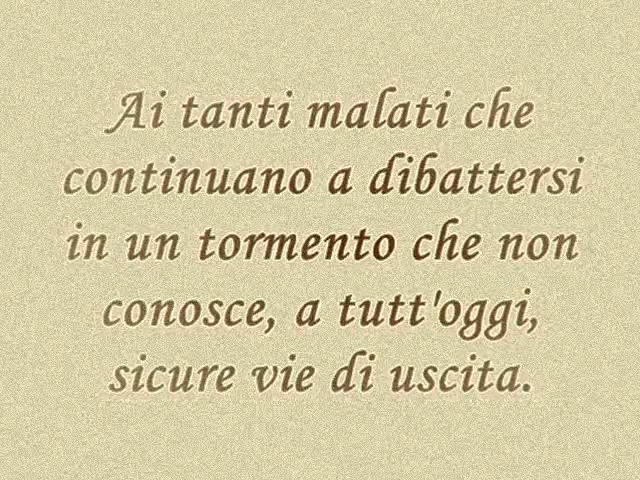 Ai tanti malati che
continuano a dibattersi
in un tormento che non
conosce, a tutt'oggi,
sicure vie di uscita.